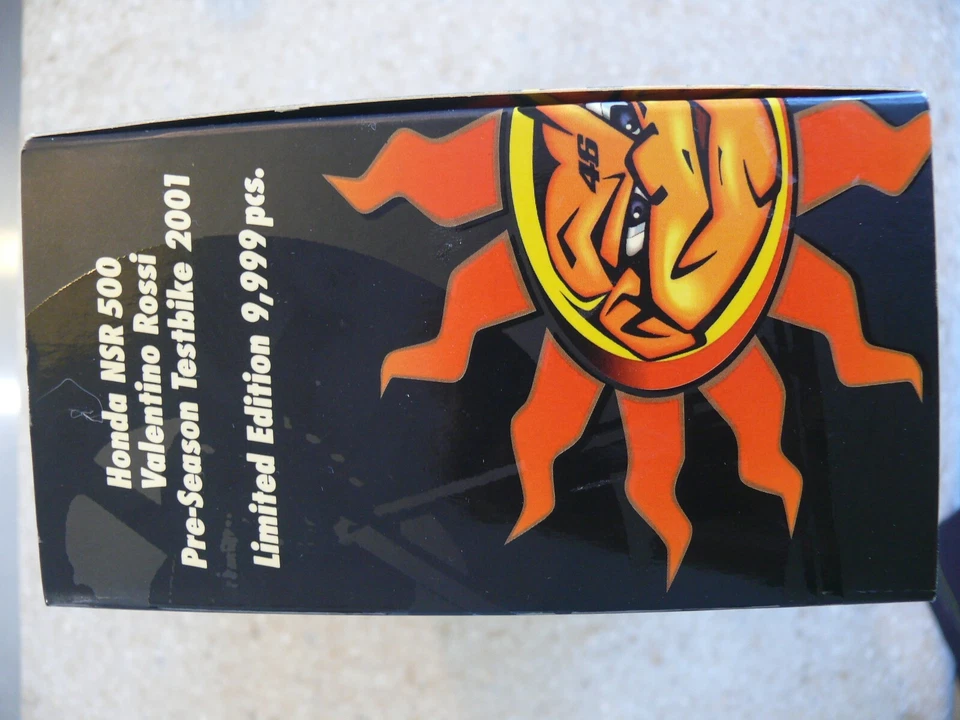 Honda NSR 500
Valentino Rossi
Pre-Season Testbike 2001
Limited Edition 9,999 pcs.
46